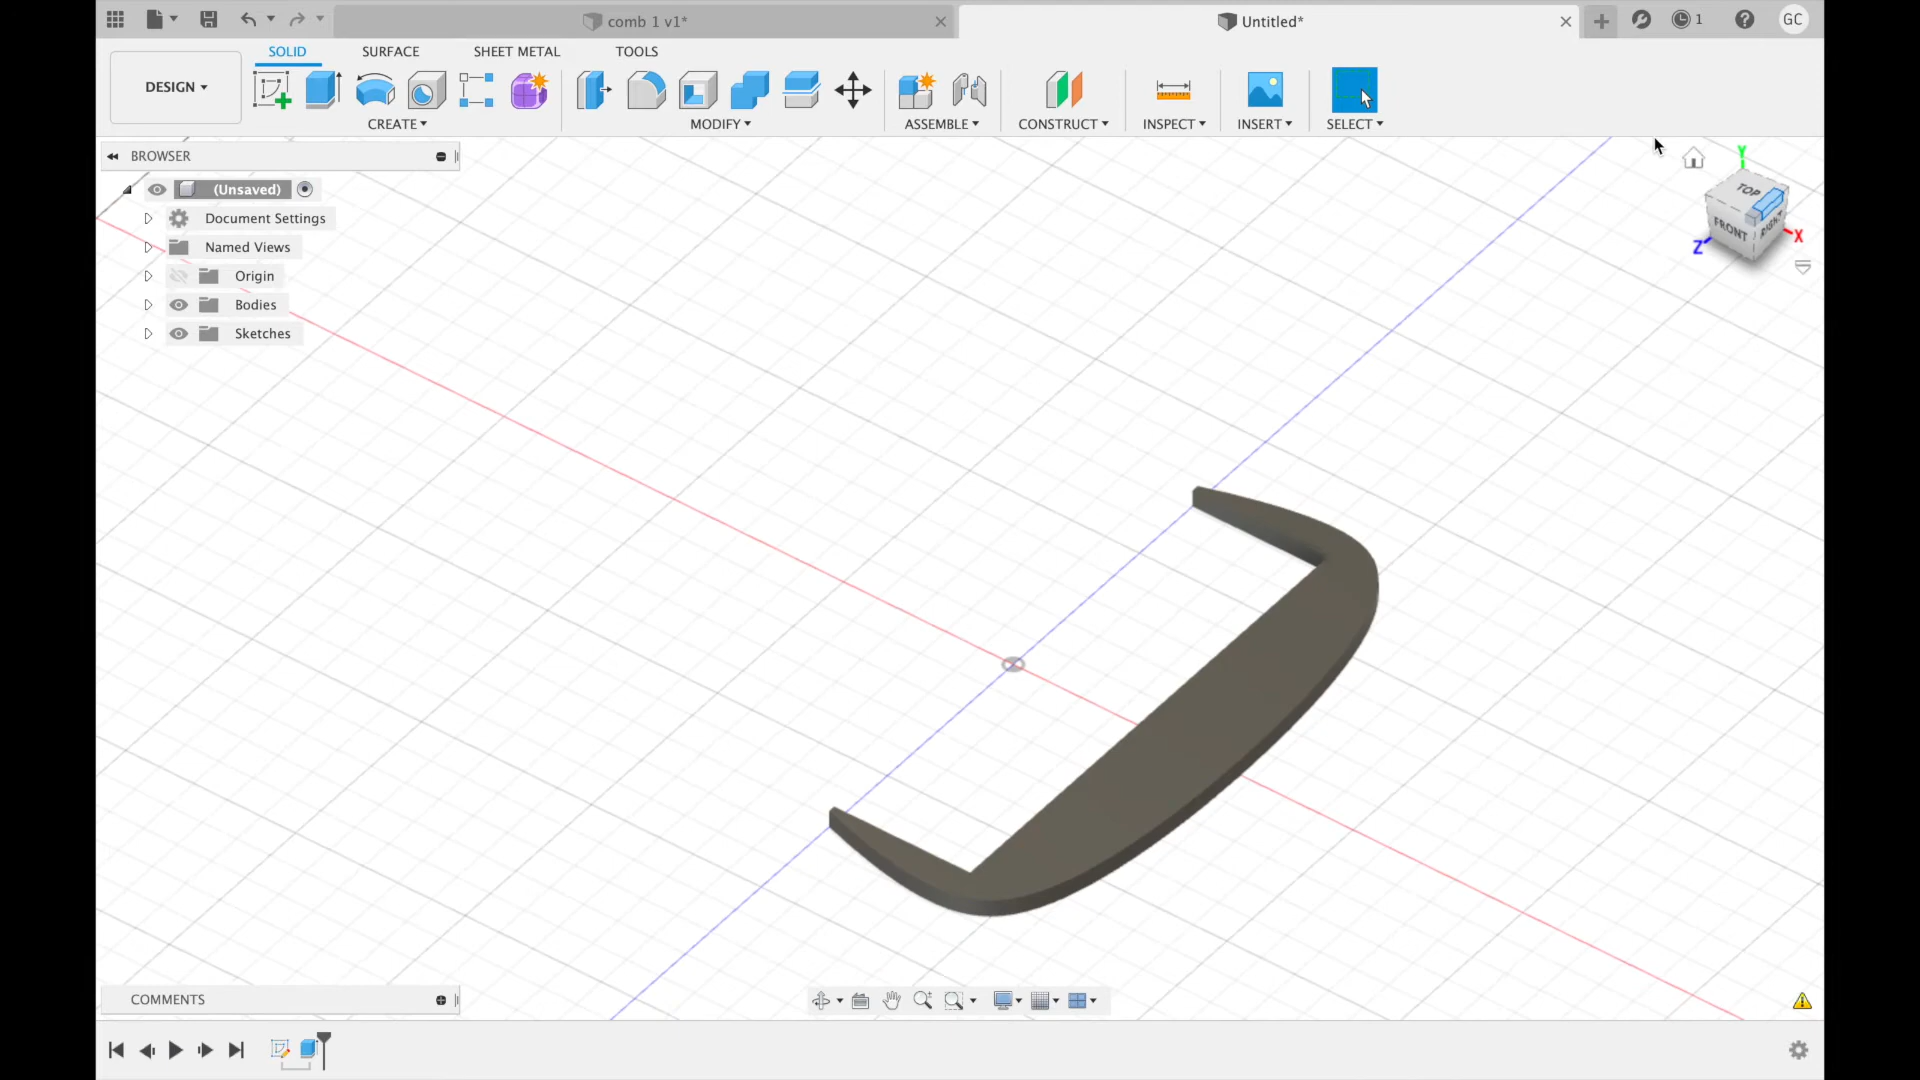 comb 1 v1*
Untitled*
1
GC
DESIGN
SOLID
SURFACE
SHEET METAL
TOOLS
CREATE
MODIFY
ASSEMBLE
CONSTRUCT
INSPECT
INSERT
SELECT
BROWSER
(Unsaved)
Document Settings
Named Views
Origin
Bodies
Sketches
Y
TOP
FRONT
RIGHT
X
Z
COMMENTS